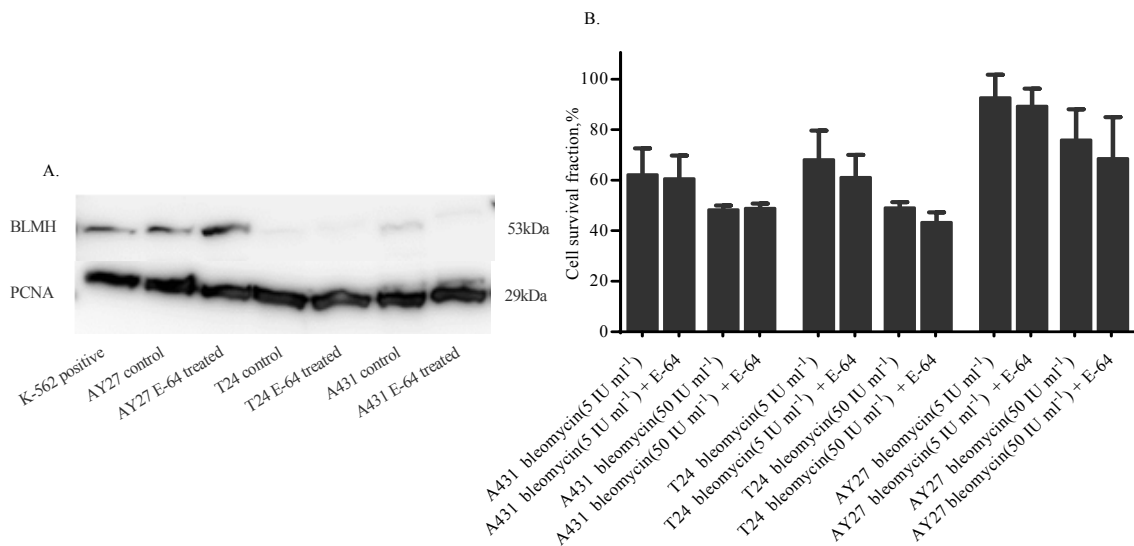 A.
BLMH
53kDa
PCNA
29kDa
K-562 positive
AY27 control
AY27 E-64 treated
T24 control
T24 E-64 treated
A431 control
A431 E-64 treated
B.
Cell survival fraction,%
100
80
60
40
20
0
A431 bleomycin(5 IU ml⁻¹)
A431 bleomycin(5 IU ml⁻¹) + E-64
A431 bleomycin(50 IU ml⁻¹)
A431 bleomycin(50 IU ml⁻¹) + E-64
T24 bleomycin(5 IU ml⁻¹)
T24 bleomycin(5 IU ml⁻¹) + E-64
T24 bleomycin(50 IU ml⁻¹)
T24 bleomycin(50 IU ml⁻¹) + E-64
AY27 bleomycin(5 IU ml⁻¹)
AY27 bleomycin(5 IU ml⁻¹) + E-64
AY27 bleomycin(50 IU ml⁻¹)
AY27 bleomycin(50 IU ml⁻¹) + E-64